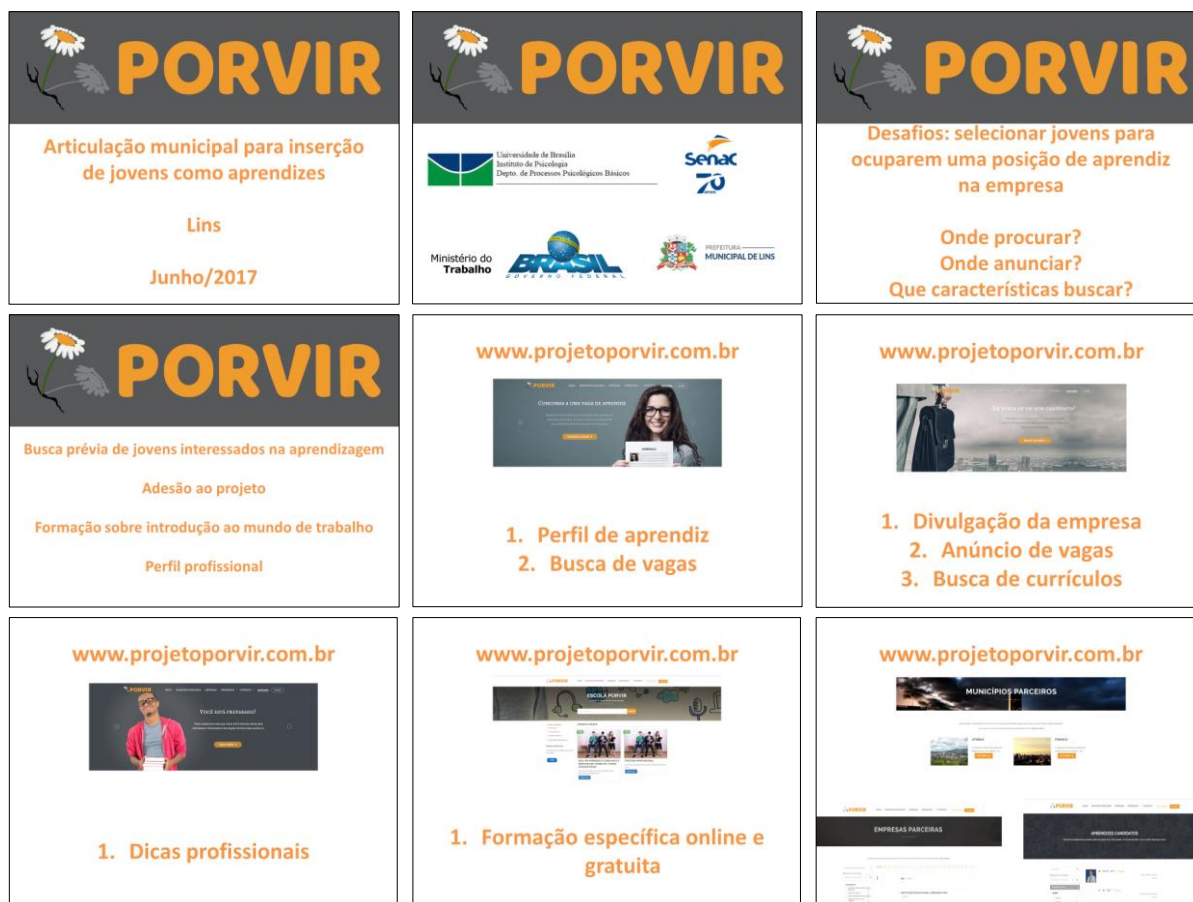 PORVIR
Articulação municipal para inserção
de jovens como aprendizes
Lins
Junho/2017
PORVIR
Universidade de Brasília
Instituto de Psicologia
Depto. de Processos Psicológicos Básicos
Senac
70
Ministério do
Trabalho
BRASIL
GOVERNO FEDERAL
PREFEITURA
MUNICIPAL DE LINS
PORVIR
Desafios: selecionar jovens para
ocuparem uma posição de aprendiz
na empresa
Onde procurar?
Onde anunciar?
Que características buscar?
PORVIR
Busca prévia de jovens interessados na aprendizagem
Adesão ao projeto
Formação sobre introdução ao mundo de trabalho
Perfil profissional
www.projetoporvir.com.br
PORVIR
Concorra a uma vaga de aprendiz
1. Perfil de aprendiz
2. Busca de vagas
www.projetoporvir.com.br
1. Divulgação da empresa
2. Anúncio de vagas
3. Busca de currículos
www.projetoporvir.com.br
PORVIR
Você está preparado?
1. Dicas profissionais
www.projetoporvir.com.br
ESCOLA PORVIR
1. Formação específica online e
gratuita
www.projetoporvir.com.br
MUNICÍPIOS PARCEIROS
EMPRESAS PARCEIRAS
APRENDIZES CANDIDATOS